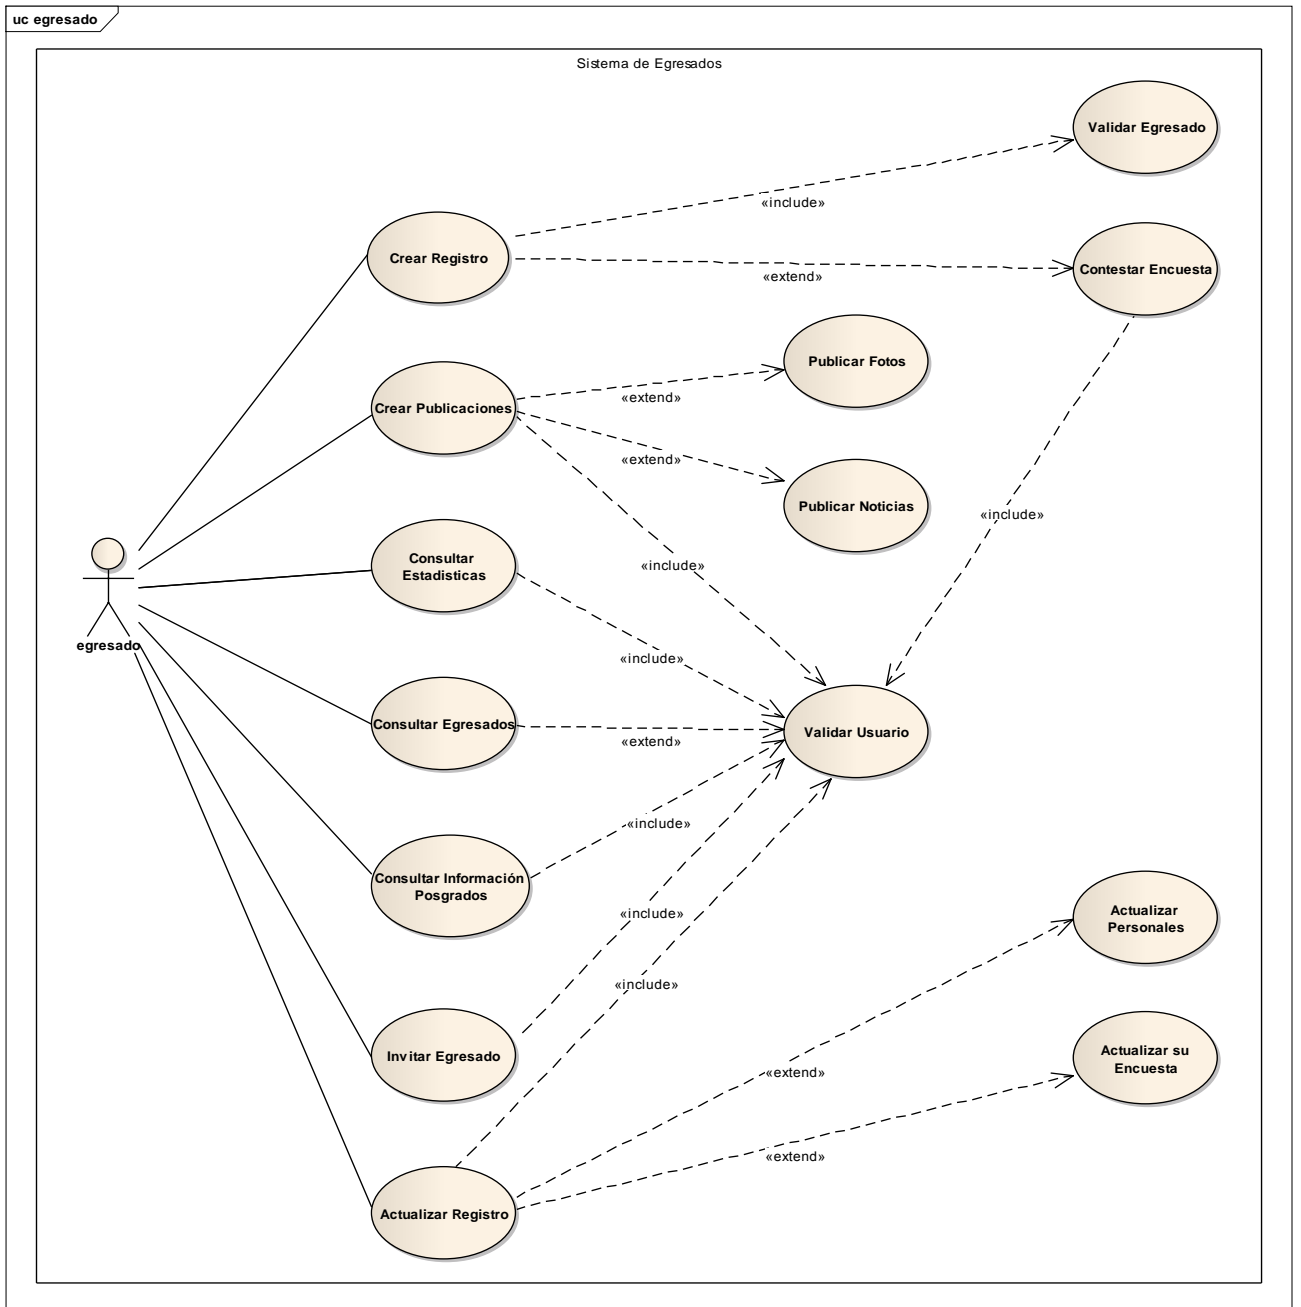 uc egresado
Sistema de Egresados
Validar Egresado
«include»
Crear Registro
Contestar Encuesta
«extend»
Publicar Fotos
Crear Publicaciones
«extend»
«extend»
Publicar Noticias
«include»
Consultar
Estadisticas
«include»
egresado
«include»
Consultar Egresados
«extend»
Validar Usuario
«include»
Consultar Información
Posgrados
«include»
Actualizar
Personales
«include»
Invitar Egresado
Actualizar su
Encuesta
«extend»
«extend»
Actualizar Registro